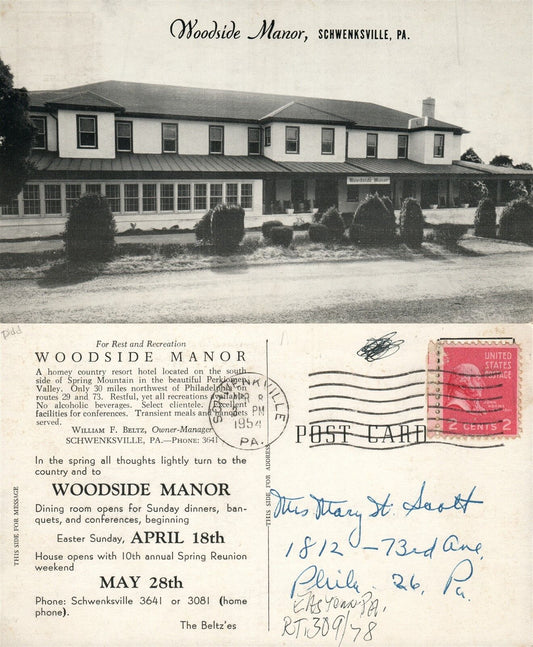 Woodside Manor, SCHWENKSVILLE, PA.
Woodside Manor
For Rest and Recreation
WOODSIDE MANOR
A homey country resort hotel located on the south
side of Spring Mountain in the beautiful Perkiomen
Valley. Only 30 miles northwest of Philadelphia on
routes 29 and 73. Restful, yet all recreations available.
No alcoholic beverages. Select clientele. Excellent
facilities for conferences. Transient meals and banquets
served.
WILLIAM F. BELTZ, Owner-Manager
SCHWENKSVILLE, PA.—PHONE: 3641
In the spring all thoughts lightly turn to the
country and to
WOODSIDE MANOR
Dining room opens for Sunday dinners, ban-
quets, and conferences, beginning
Easter Sunday, APRIL 18th
House opens with 10th annual Spring Reunion
weekend
MAY 28th
Phone: Schwenksville 3641 or 3081 (home
phone).
The Beltz'es
THIS SIDE FOR MESSAGE
THIS SIDE FOR ADDRESS
SCHWENKSVILLE
PM
1954
PA.
POST CARD
UNITED
STATES
POSTAGE
2 CENTS 2
Mrs Mary W. Scott
1812 - 73rd Ave.
Phila. 26, Pa.
RT. 309/78